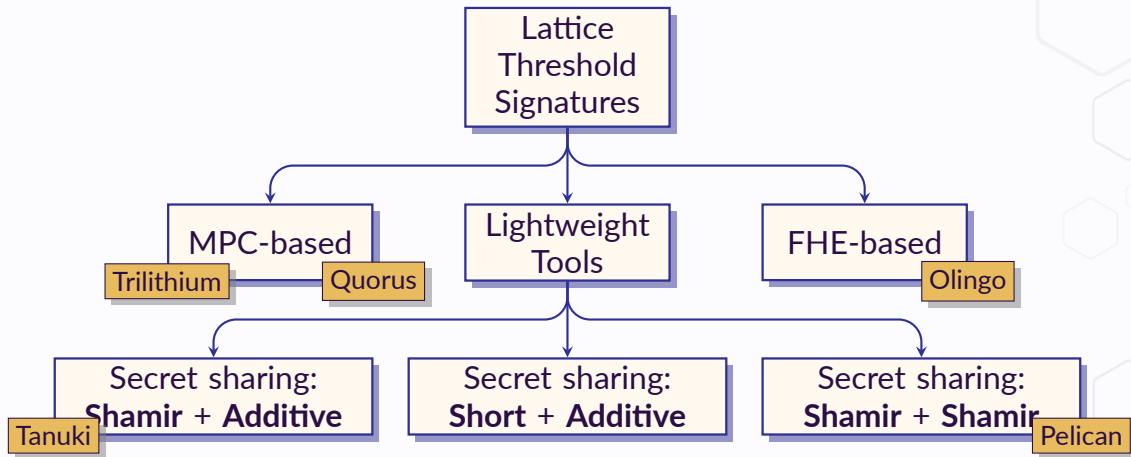 Lattice
Threshold
Signatures
MPC-based
Trilithium
Quorus
Lightweight
Tools
FHE-based
Olingo
Secret sharing:
Shamir + Additive
Tanuki
Secret sharing:
Short + Additive
Secret sharing:
Shamir + Shamir
Pelican